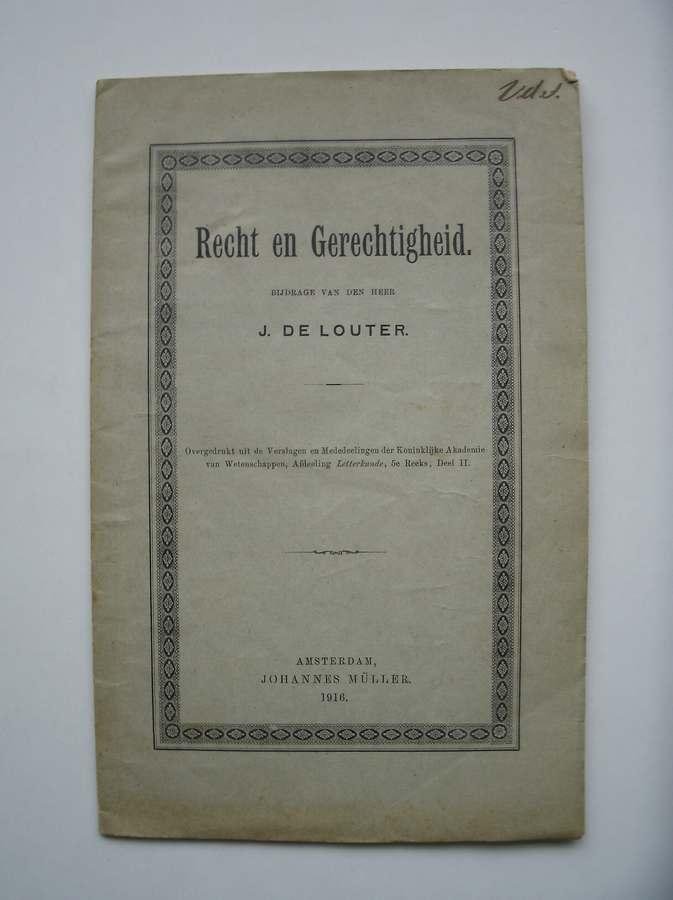 Recht en Gerechtigheid.
BIJDRAGE VAN DEN HEER
J. DE LOUTER.
Overgedrukt uit de Verslagen en Mededeelingen der Koninklijke Akademie
van Wetenschappen, Afdeeling Letterkunde, 5e Reeks, Deel II.
AMSTERDAM,
JOHANNES MÜLLER.
1916.